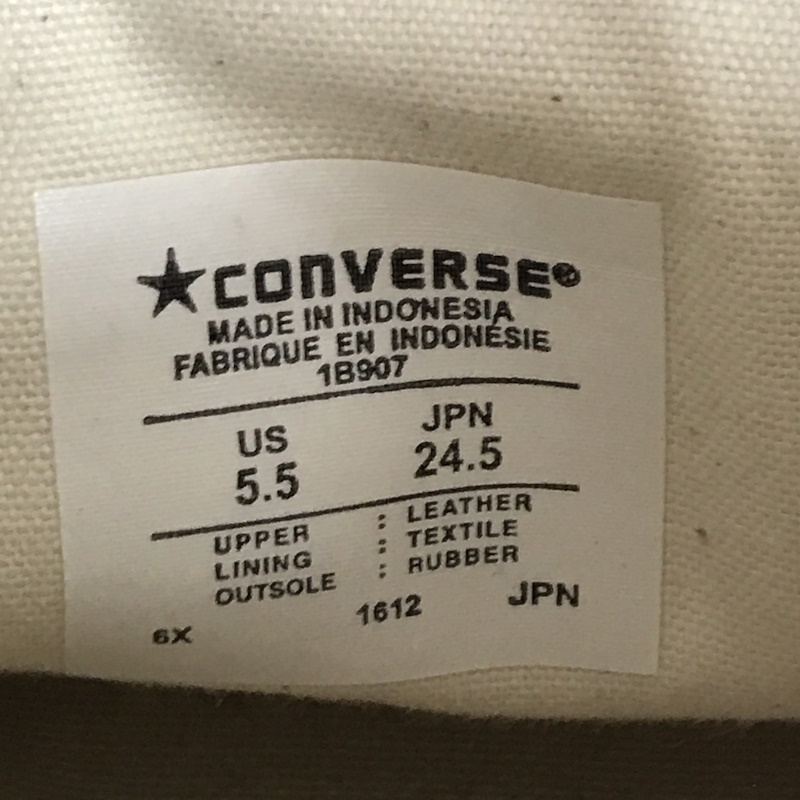 ★CONVERSE®
MADE IN INDONESIA
FABRIQUE EN INDONÉSIE
1B907
US JPN
5.5 24.5
UPPER : LEATHER
LINING : TEXTILE
OUTSOLE : RUBBER
6X 1612 JPN